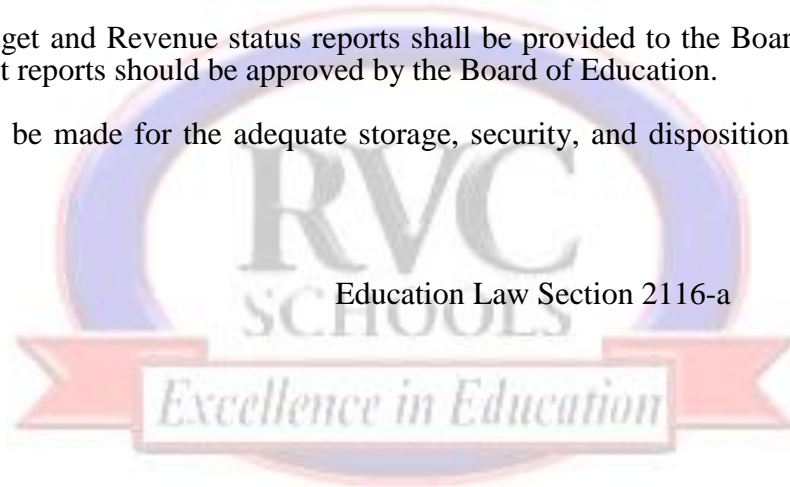 get and Revenue status reports shall be provided to the Boar
t reports should be approved by the Board of Education.
be made for the adequate storage, security, and disposition
RVC
Education Law Section 2116-a
SCHOOLS
Excellence in Education